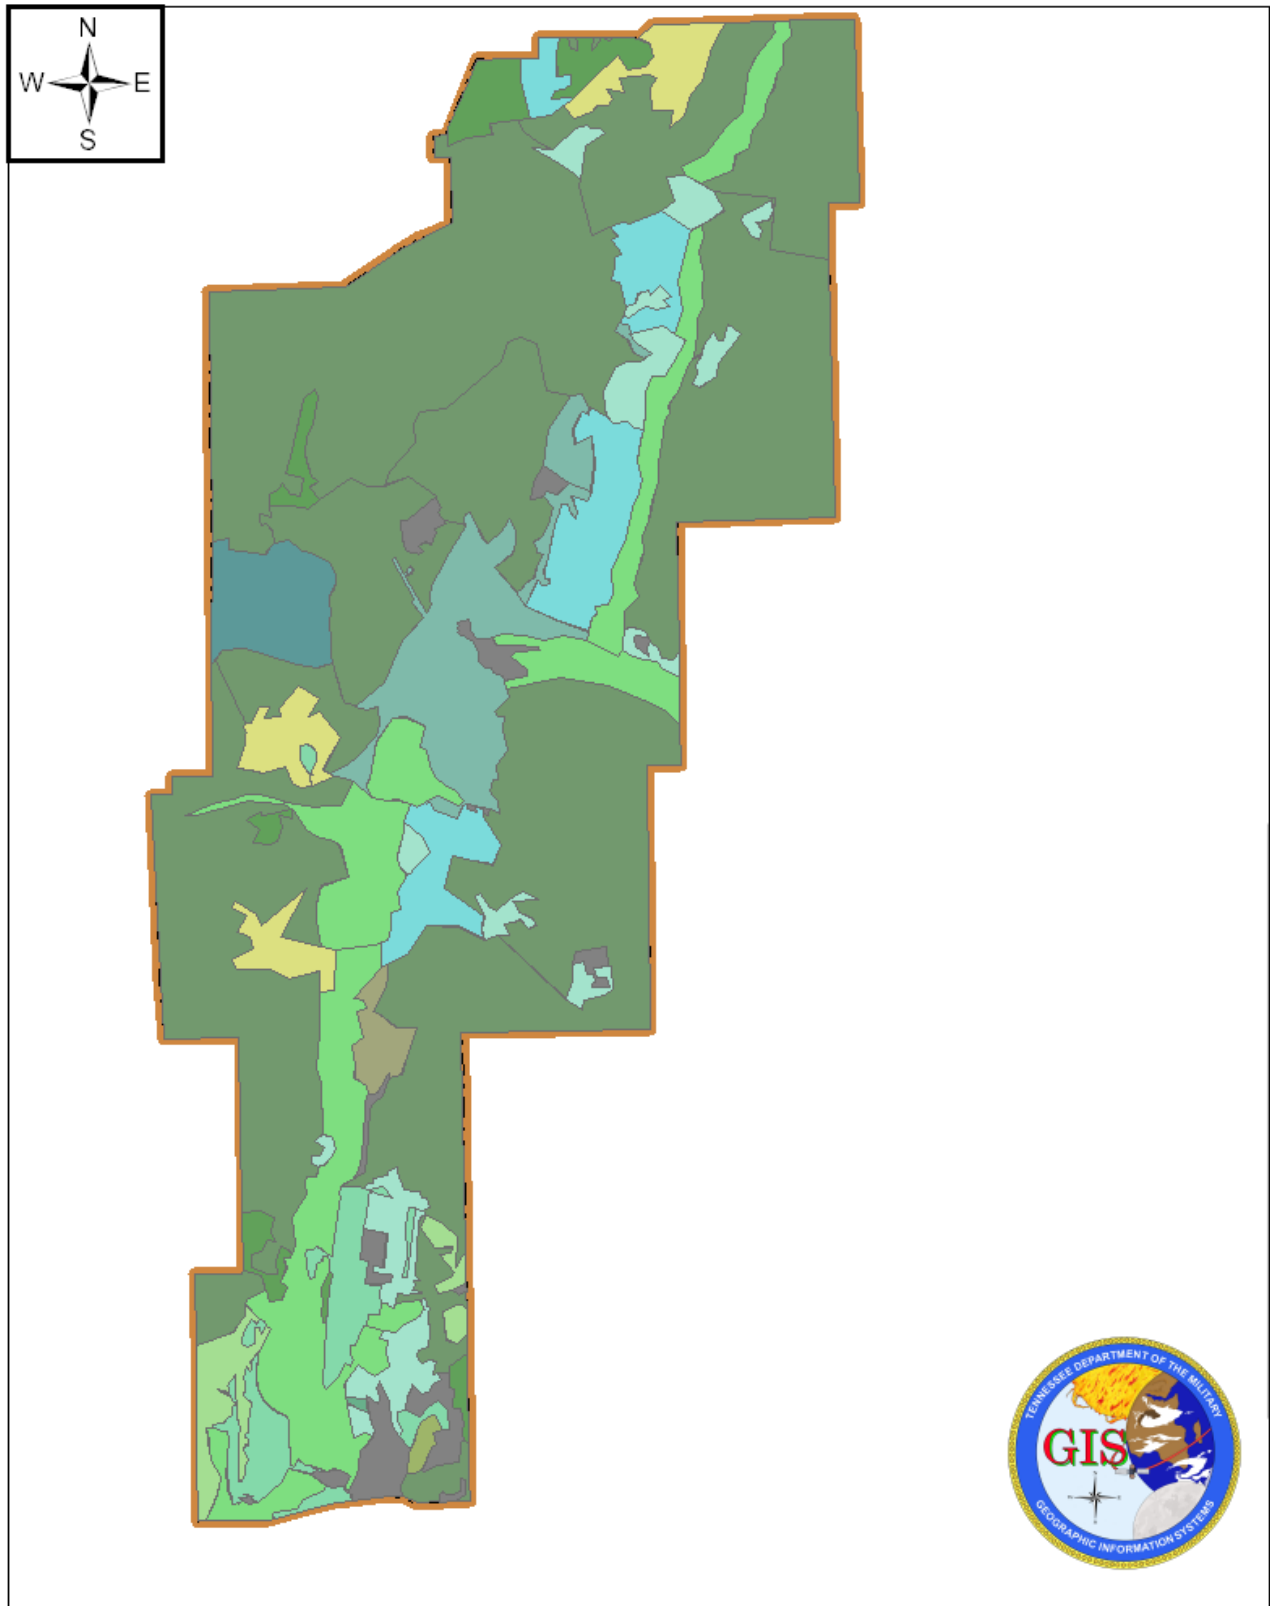 N
W E
S
TENNESSEE DEPARTMENT OF THE MILITARY
GIS
GEOGRAPHIC INFORMATION SYSTEMS